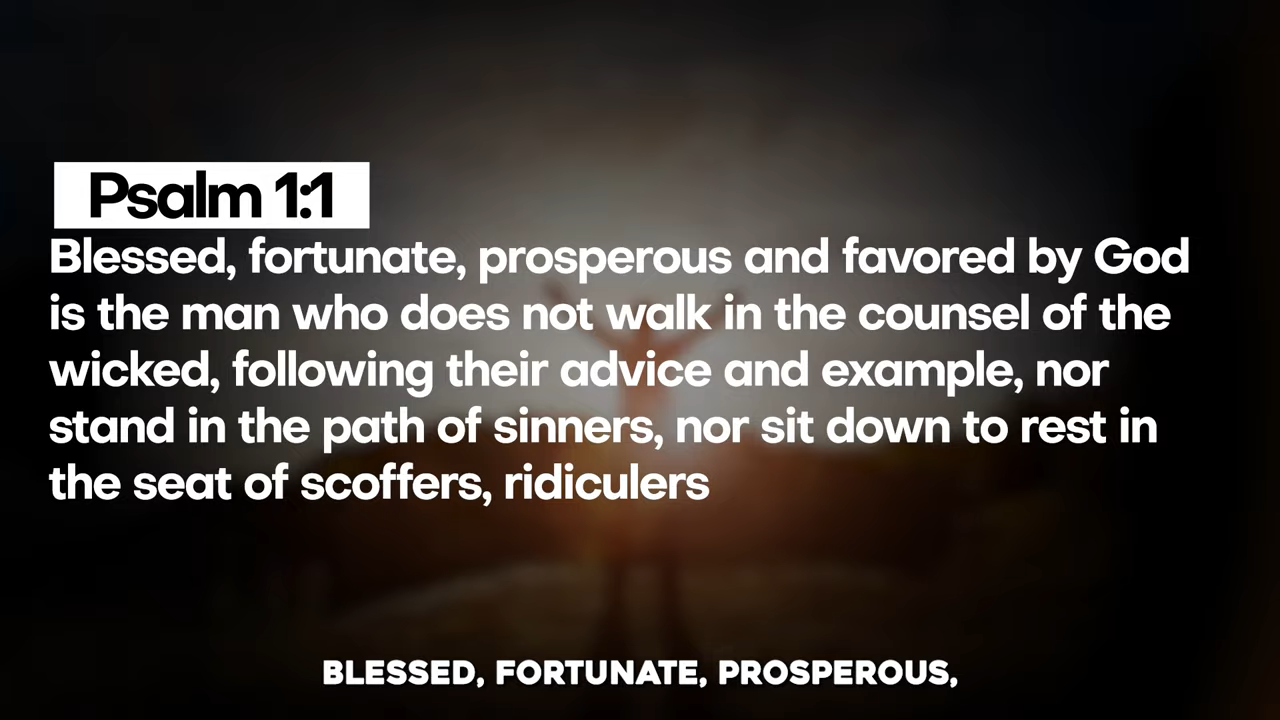 Psalm 1:1
Blessed, fortunate, prosperous and favored by God
is the man who does not walk in the counsel of the
wicked, following their advice and example, nor
stand in the path of sinners, nor sit down to rest in
the seat of scoffers, ridiculers
BLESSED, FORTUNATE, PROSPEROUS,